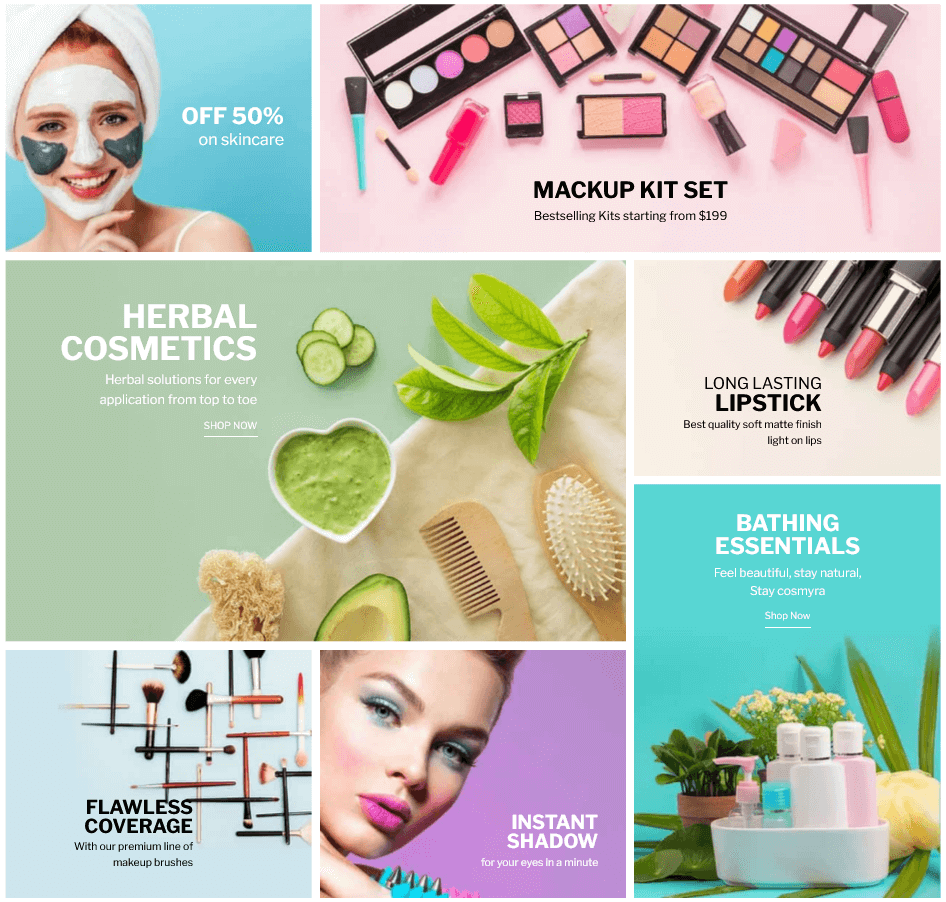 OFF 50%
on skincare
MACKUP KIT SET
Bestselling Kits starting from $199
HERBAL
COSMETICS
Herbal solutions for every
application from top to toe
SHOP NOW
LONG LASTING
LIPSTICK
Best quality soft matte finish
light on lips
BATHING
ESSENTIALS
Feel beautiful, stay natural,
Stay cosmyra
Shop Now
FLAWLESS
COVERAGE
With our premium line of
makeup brushes
INSTANT
SHADOW
for your eyes in a minute